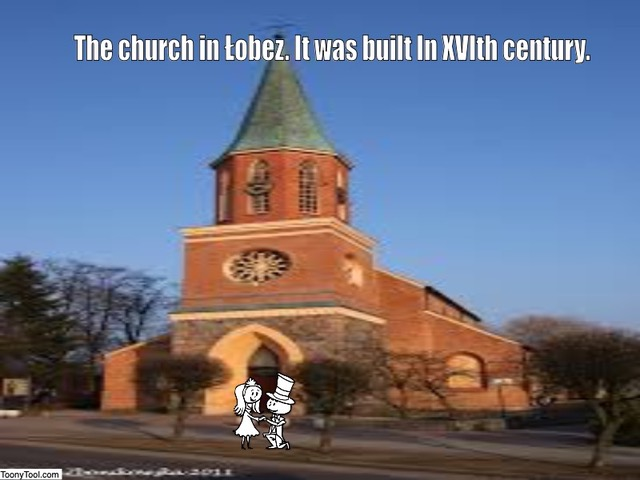 The church in Łobez. It was built In XVIth century.
ToonyTool.com